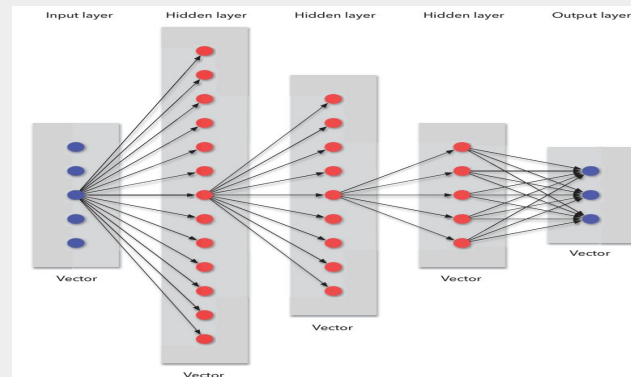 Input layer
Hidden layer
Hidden layer
Hidden layer
Output layer
Vector
Vector
Vector
Vector
Vector